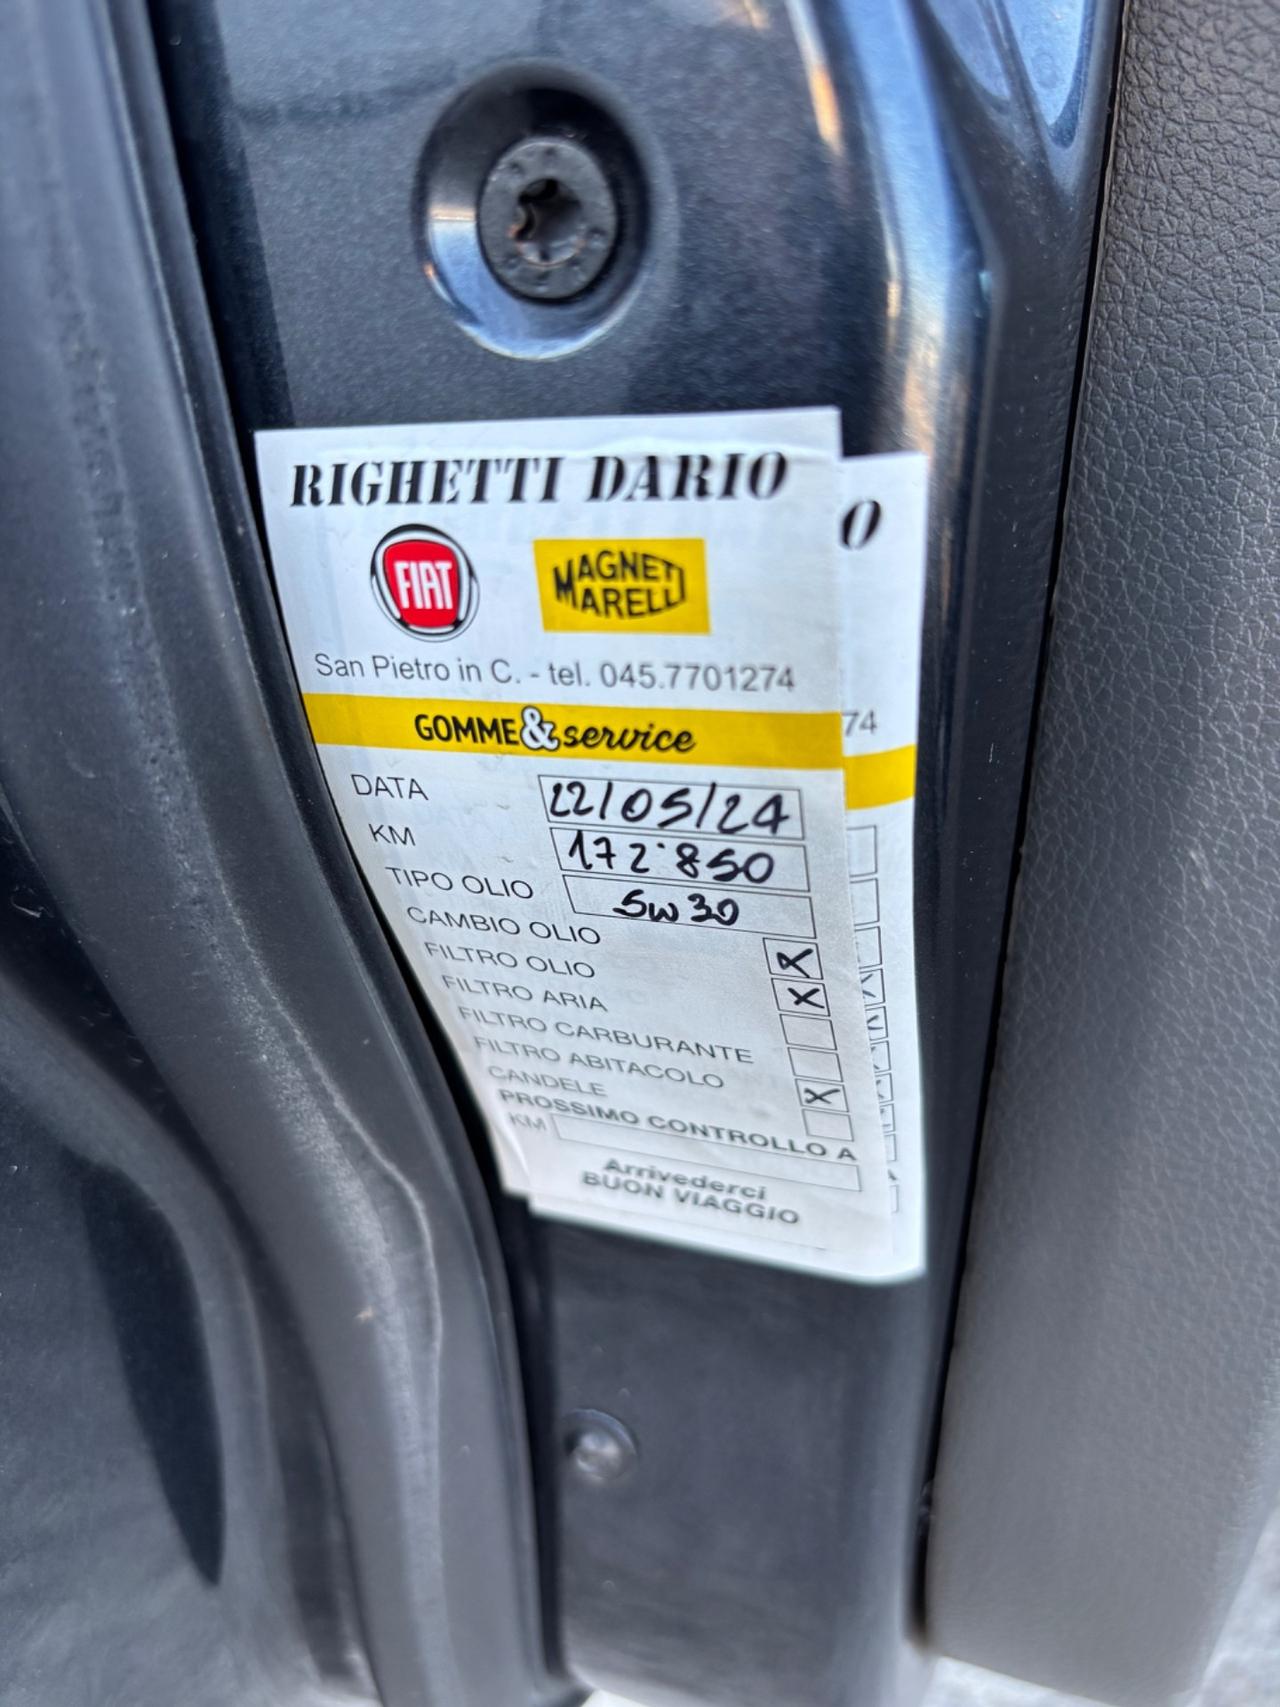 RIGHETTI DARIO
O
FIAT
MAGNETI MARELLI
San Pietro in C. - tel. 045.7701274
74
GOMME&service
DATA 22/05/24
KM 172.850
TIPO OLIO 5W30
CAMBIO OLIO X
FILTRO OLIO X
FILTRO ARIA
FILTRO CARBURANTE
FILTRO ABITACOLO X
CANDELE
PROSSIMO CONTROLLO A
A
KM
Arrivederci
BUON VIAGGIO